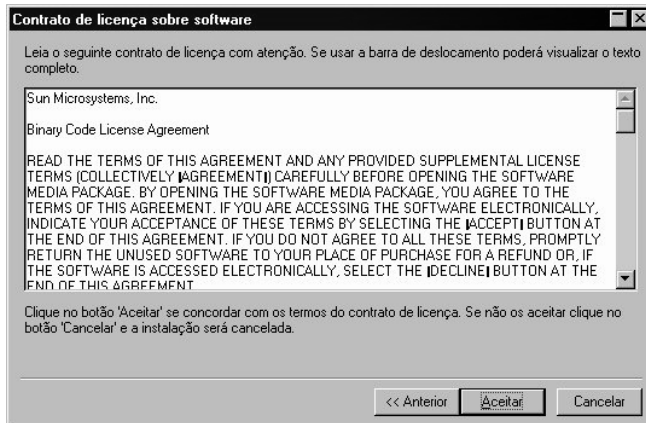 Contrato de licença sobre software
Leia o seguinte contrato de licença com atenção. Se usar a barra de deslocamento poderá visualizar o texto
completo.
Sun Microsystems, Inc.
Binary Code License Agreement
READ THE TERMS OF THIS AGREEMENT AND ANY PROVIDED SUPPLEMENTAL LICENSE
TERMS (COLLECTIVELY |AGREEMENT|) CAREFULLY BEFORE OPENING THE SOFTWARE
MEDIA PACKAGE. BY OPENING THE SOFTWARE MEDIA PACKAGE, YOU AGREE TO THE
TERMS OF THIS AGREEMENT. IF YOU ARE ACCESSING THE SOFTWARE ELECTRONICALLY,
INDICATE YOUR ACCEPTANCE OF THESE TERMS BY SELECTING THE |ACCEPT| BUTTON AT
THE END OF THIS AGREEMENT. IF YOU DO NOT AGREE TO ALL THESE TERMS, PROMPTLY
RETURN THE UNUSED SOFTWARE TO YOUR PLACE OF PURCHASE FOR A REFUND OR, IF
THE SOFTWARE IS ACCESSED ELECTRONICALLY, SELECT THE |DECLINE| BUTTON AT THE
END OF THIS AGREEMENT
Clique no botão 'Aceitar' se concordar com os termos do contrato de licença. Se não os aceitar clique no
botão 'Cancelar' e a instalação será cancelada.
<< Anterior Aceitar Cancelar